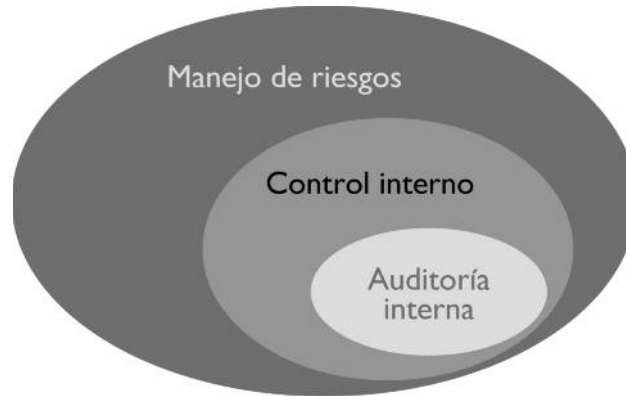 Manejo de riesgos
Control interno
Auditoría
interna